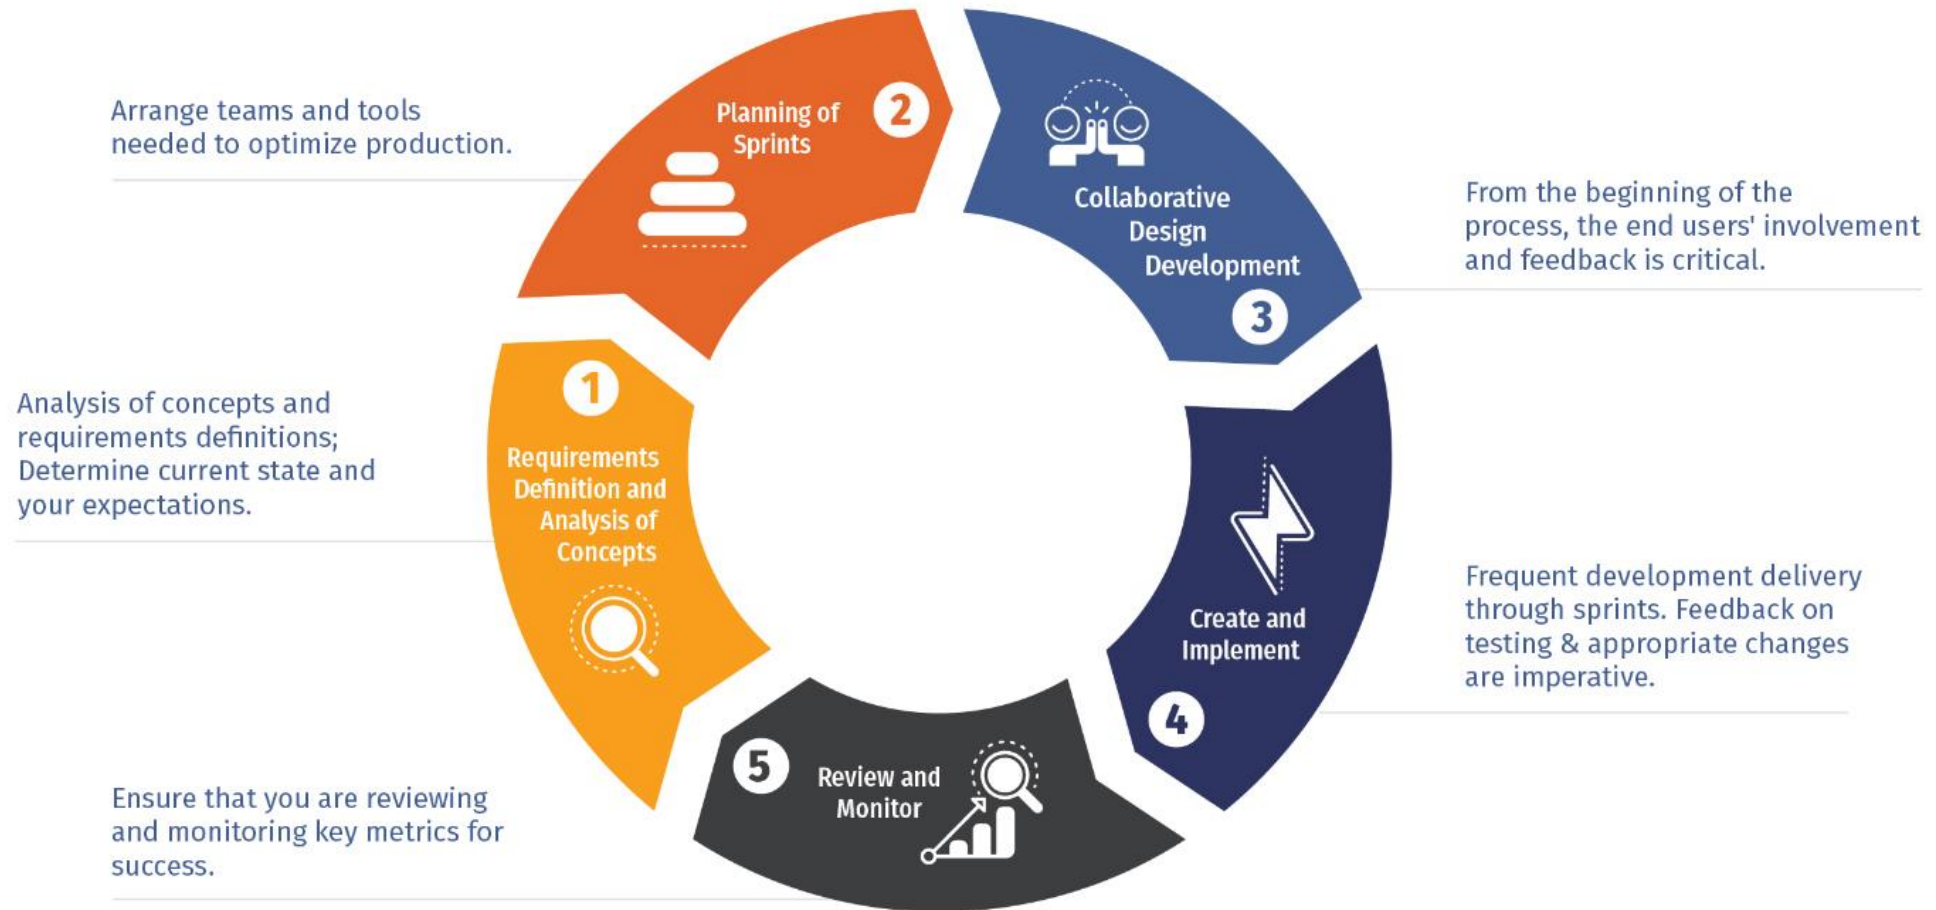 Arrange teams and tools
needed to optimize production.
Planning of
Sprints
2
Collaborative
Design
Development
3
From the beginning of the
process, the end users' involvement
and feedback is critical.
Analysis of concepts and
requirements definitions;
Determine current state and
your expectations.
1
Requirements
Definition and
Analysis of
Concepts
Create and
Implement
4
Frequent development delivery
through sprints. Feedback on
testing & appropriate changes
are imperative.
Ensure that you are reviewing
and monitoring key metrics for
success.
5
Review and
Monitor